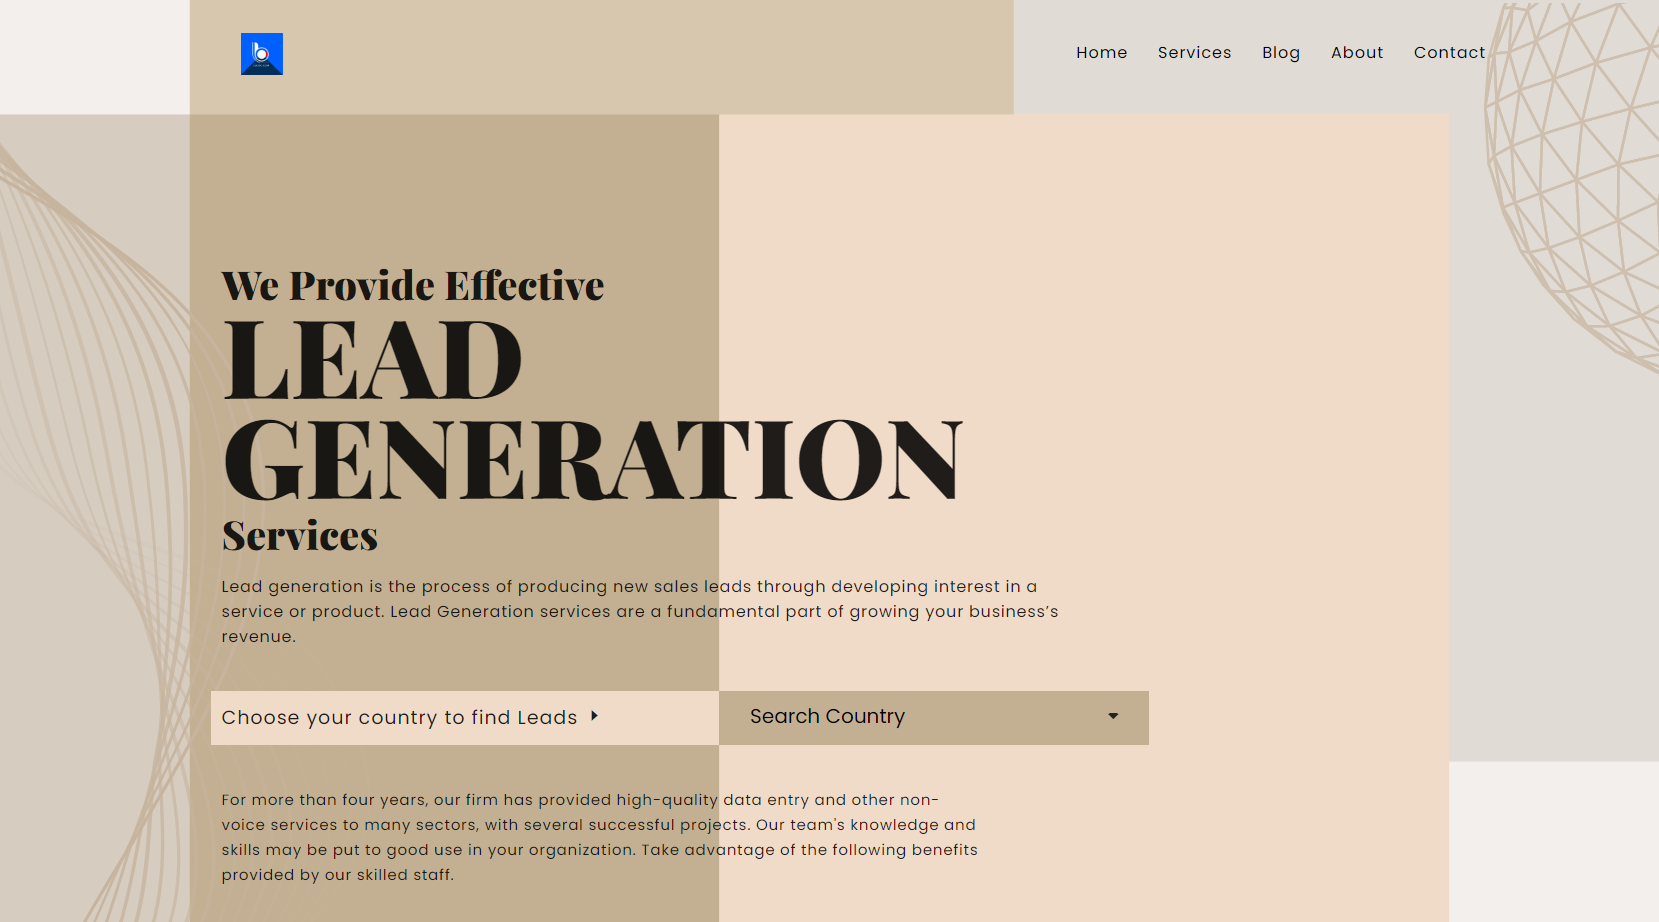 Home Services Blog About Contact
We Provide Effective
LEAD
GENERATION
Services
Lead generation is the process of producing new sales leads through developing interest in a
service or product. Lead Generation services are a fundamental part of growing your business’s
revenue.
Choose your country to find Leads
Search Country
For more than four years, our firm has provided high-quality data entry and other non-
voice services to many sectors, with several successful projects. Our team's knowledge and
skills may be put to good use in your organization. Take advantage of the following benefits
provided by our skilled staff.